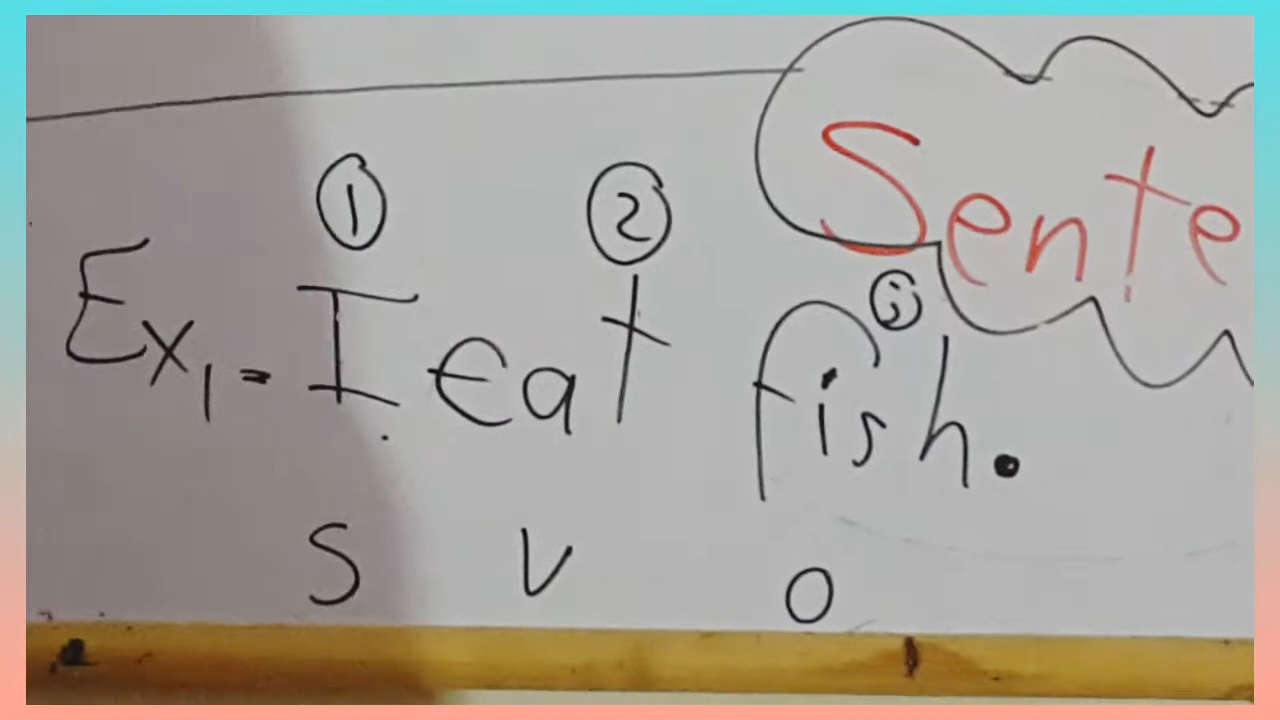 Sente
① ② ③
Ex1= I eat fish.
S V O